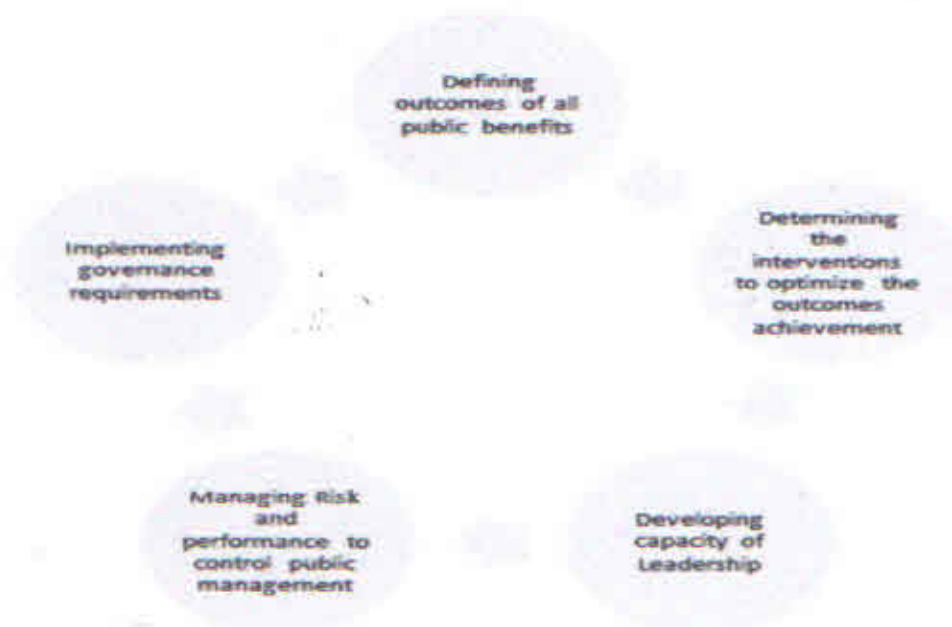 Defining
outcomes of all
public benefits
Determining
the
interventions
to optimize the
outcomes
achievement
Developing
capacity of
Leadership
Managing Risk
and
performance to
control public
management
Implementing
governance
requirements